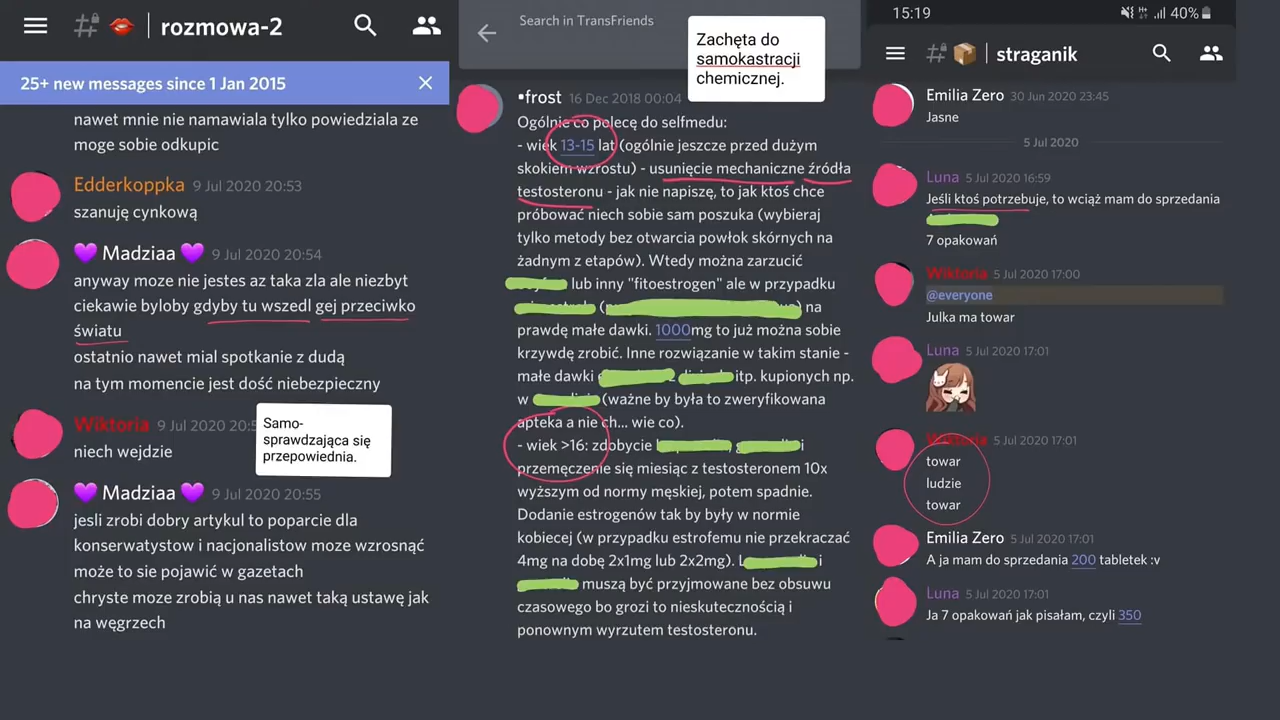 rozmowa-2
25+ new messages since 1 Jan 2015
nawet mnie nie namawiala tylko powiedziala ze
moge sobie odkupic
Edderkoppka 9 Jul 2020 20:53
szanuję cynkową
Madziaa 9 Jul 2020 20:54
anyway moze nie jestes az taka zla ale niezbyt
ciekawie byloby gdyby tu wszedl gej przeciwko
światu
ostatnio nawet mial spotkanie z dudą
na tym momencie jest dość niebezpieczny
Wiktoria 9 Jul 2020 20:5
niech wejdzie
Samo-
sprawdzająca się
przepowiednia.
Madziaa 9 Jul 2020 20:55
jesli zrobi dobry artykul to poparcie dla
konserwatystow i nacjonalistow moze wzrosnąć
może to sie pojawić w gazetach
chryste moze zrobią u nas nawet taką ustawę jak
na węgrzech
Search in TransFriends
Zachęta do
samokastracji
chemicznej.
•frost 16 Dec 2018 00:04
Ogólnie co polecę do selfmedu:
- wiek 13-15 lat (ogólnie jeszcze przed dużym
skokiem wzrostu) - usunięcie mechaniczne źródła
testosteronu - jak nie napiszę, to jak ktoś chce
próbować niech sobie sam poszuka (wybieraj
tylko metody bez otwarcia powłok skórnych na
żadnym z etapów). Wtedy można zarzucić
lub inny "fitoestrogen" ale w przypadku
( na
prawdę małe dawki. 1000mg to już można sobie
krzywdę zrobić. Inne rozwiązanie w takim stanie -
małe dawki z itp. kupionych np.
w (ważne by była to zweryfikowana
apteka a nie ch... wie co).
- wiek >16: zdobycie i
przemęczenie się miesiąc z testosteronem 10x
wyższym od normy męskiej, potem spadnie.
Dodanie estrogenów tak by były w normie
kobiecej (w przypadku estrofemu nie przekraczać
4mg na dobę 2x1mg lub 2x2mg). L i
muszą być przyjmowane bez obsuwu
czasowego bo grozi to nieskutecznością i
ponownym wyrzutem testosteronu.
15:19 40%
straganik
Emilia Zero 30 Jun 2020 23:45
Jasne
5 Jul 2020
Luna 5 Jul 2020 16:59
Jeśli ktoś potrzebuje, to wciąż mam do sprzedania
7 opakowań
Wiktoria 5 Jul 2020 17:00
@everyone
Julka ma towar
Luna 5 Jul 2020 17:01
Wiktoria 5 Jul 2020 17:01
towar
ludzie
towar
Emilia Zero 5 Jul 2020 17:01
A ja mam do sprzedania 200 tabletek :v
Luna 5 Jul 2020 17:01
Ja 7 opakowań jak pisałam, czyli 350